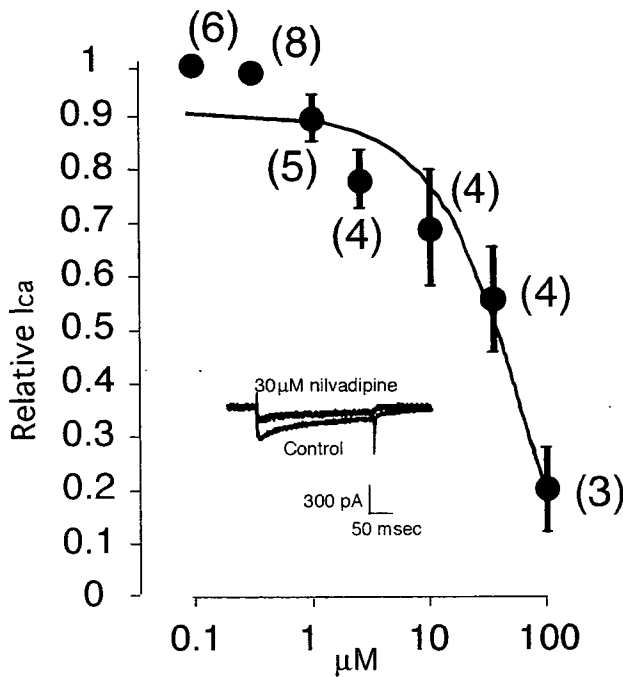 (6)
(8)
1
0.9
(5)
0.8
(4)
(4)
0.7
0.6
(4)
0.5
Relative Ica
0.4
30μM nilvadipine
0.3
Control
0.2
(3)
300 pA
50 msec
0.1
0
0.1 1 10 100
μM